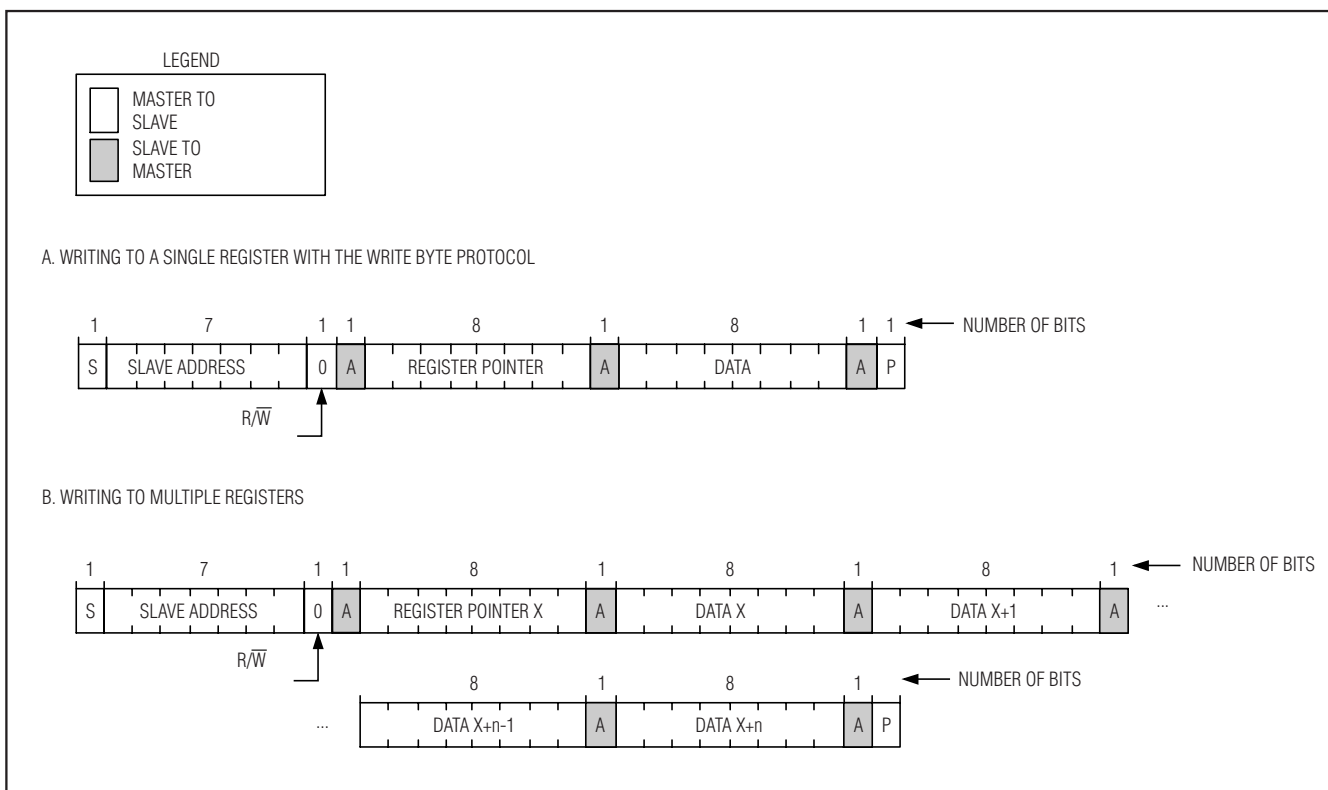 LEGEND
MASTER TO
SLAVE
SLAVE TO
MASTER
A. WRITING TO A SINGLE REGISTER WITH THE WRITE BYTE PROTOCOL
1 7 1 1 8 1 8 1 1 NUMBER OF BITS
S SLAVE ADDRESS 0 A REGISTER POINTER A DATA A P
R/W̅
B. WRITING TO MULTIPLE REGISTERS
1 7 1 1 8 1 8 1 8 1 NUMBER OF BITS
S SLAVE ADDRESS 0 A REGISTER POINTER X A DATA X A DATA X+1 A ...
R/W̅
8 1 8 1 NUMBER OF BITS
... DATA X+n-1 A DATA X+n A P